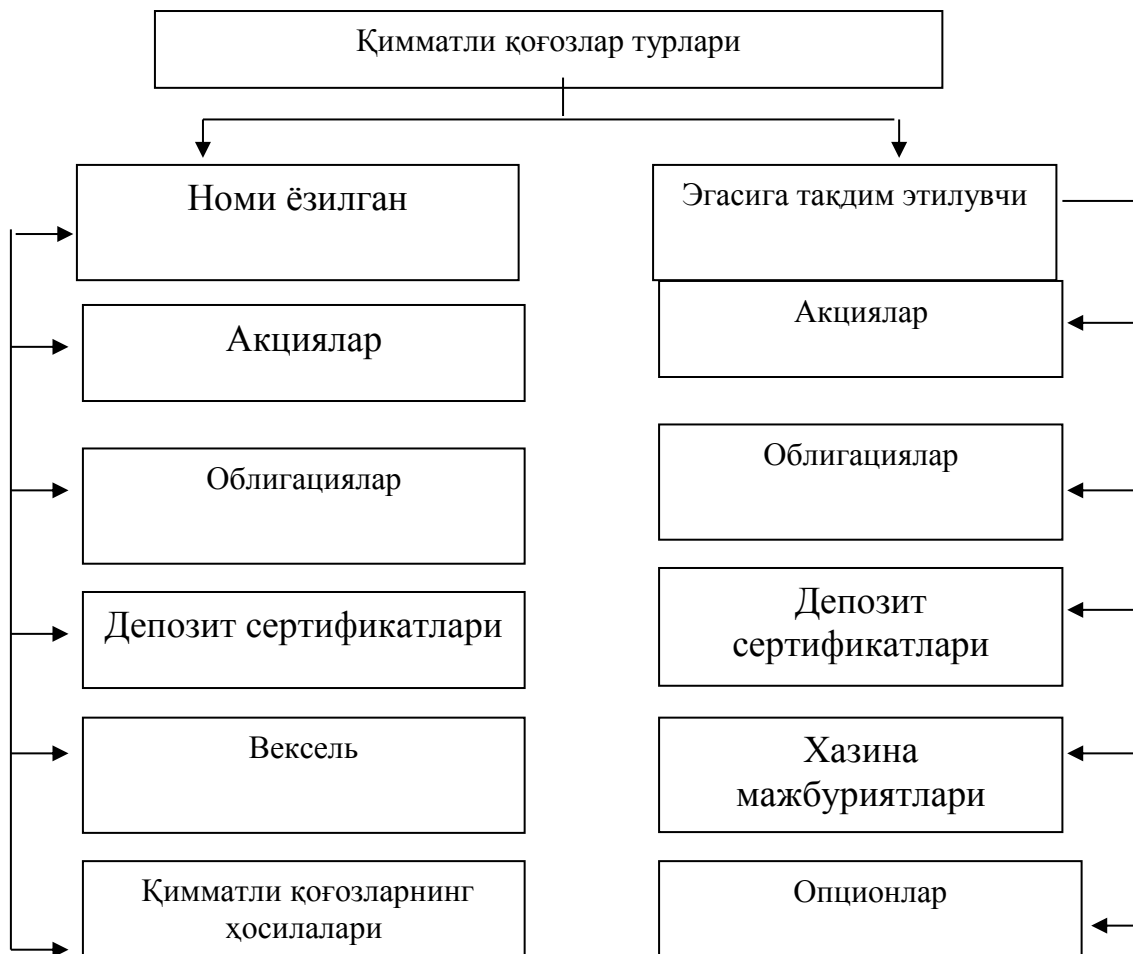 Қимматли қоғозлар турлари
Номи ёзилган
Эгасига тақдим этилувчи
Акциялар
Акциялар
Облигациялар
Облигациялар
Депозит сертификатлари
Депозит
сертификатлари
Вексель
Хазина
мажбуриятлари
Қимматли қоғозларнинг
ҳосилалари
Опционлар